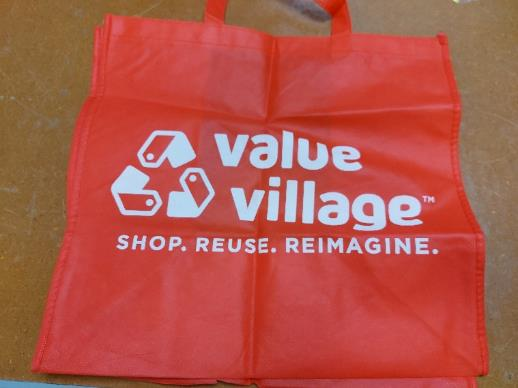 value
village™
SHOP. REUSE. REIMAGINE.